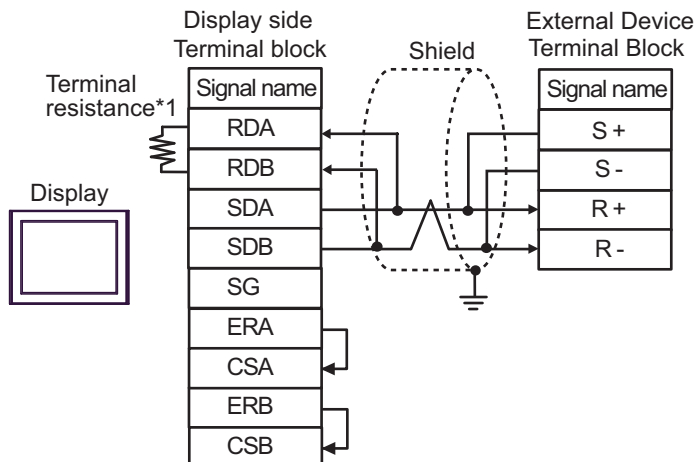 Display side
Terminal block
External Device
Terminal Block
Shield
Terminal
resistance*1
Display
Signal name
RDA
RDB
SDA
SDB
SG
ERA
CSA
ERB
CSB
Signal name
S +
S -
R +
R -